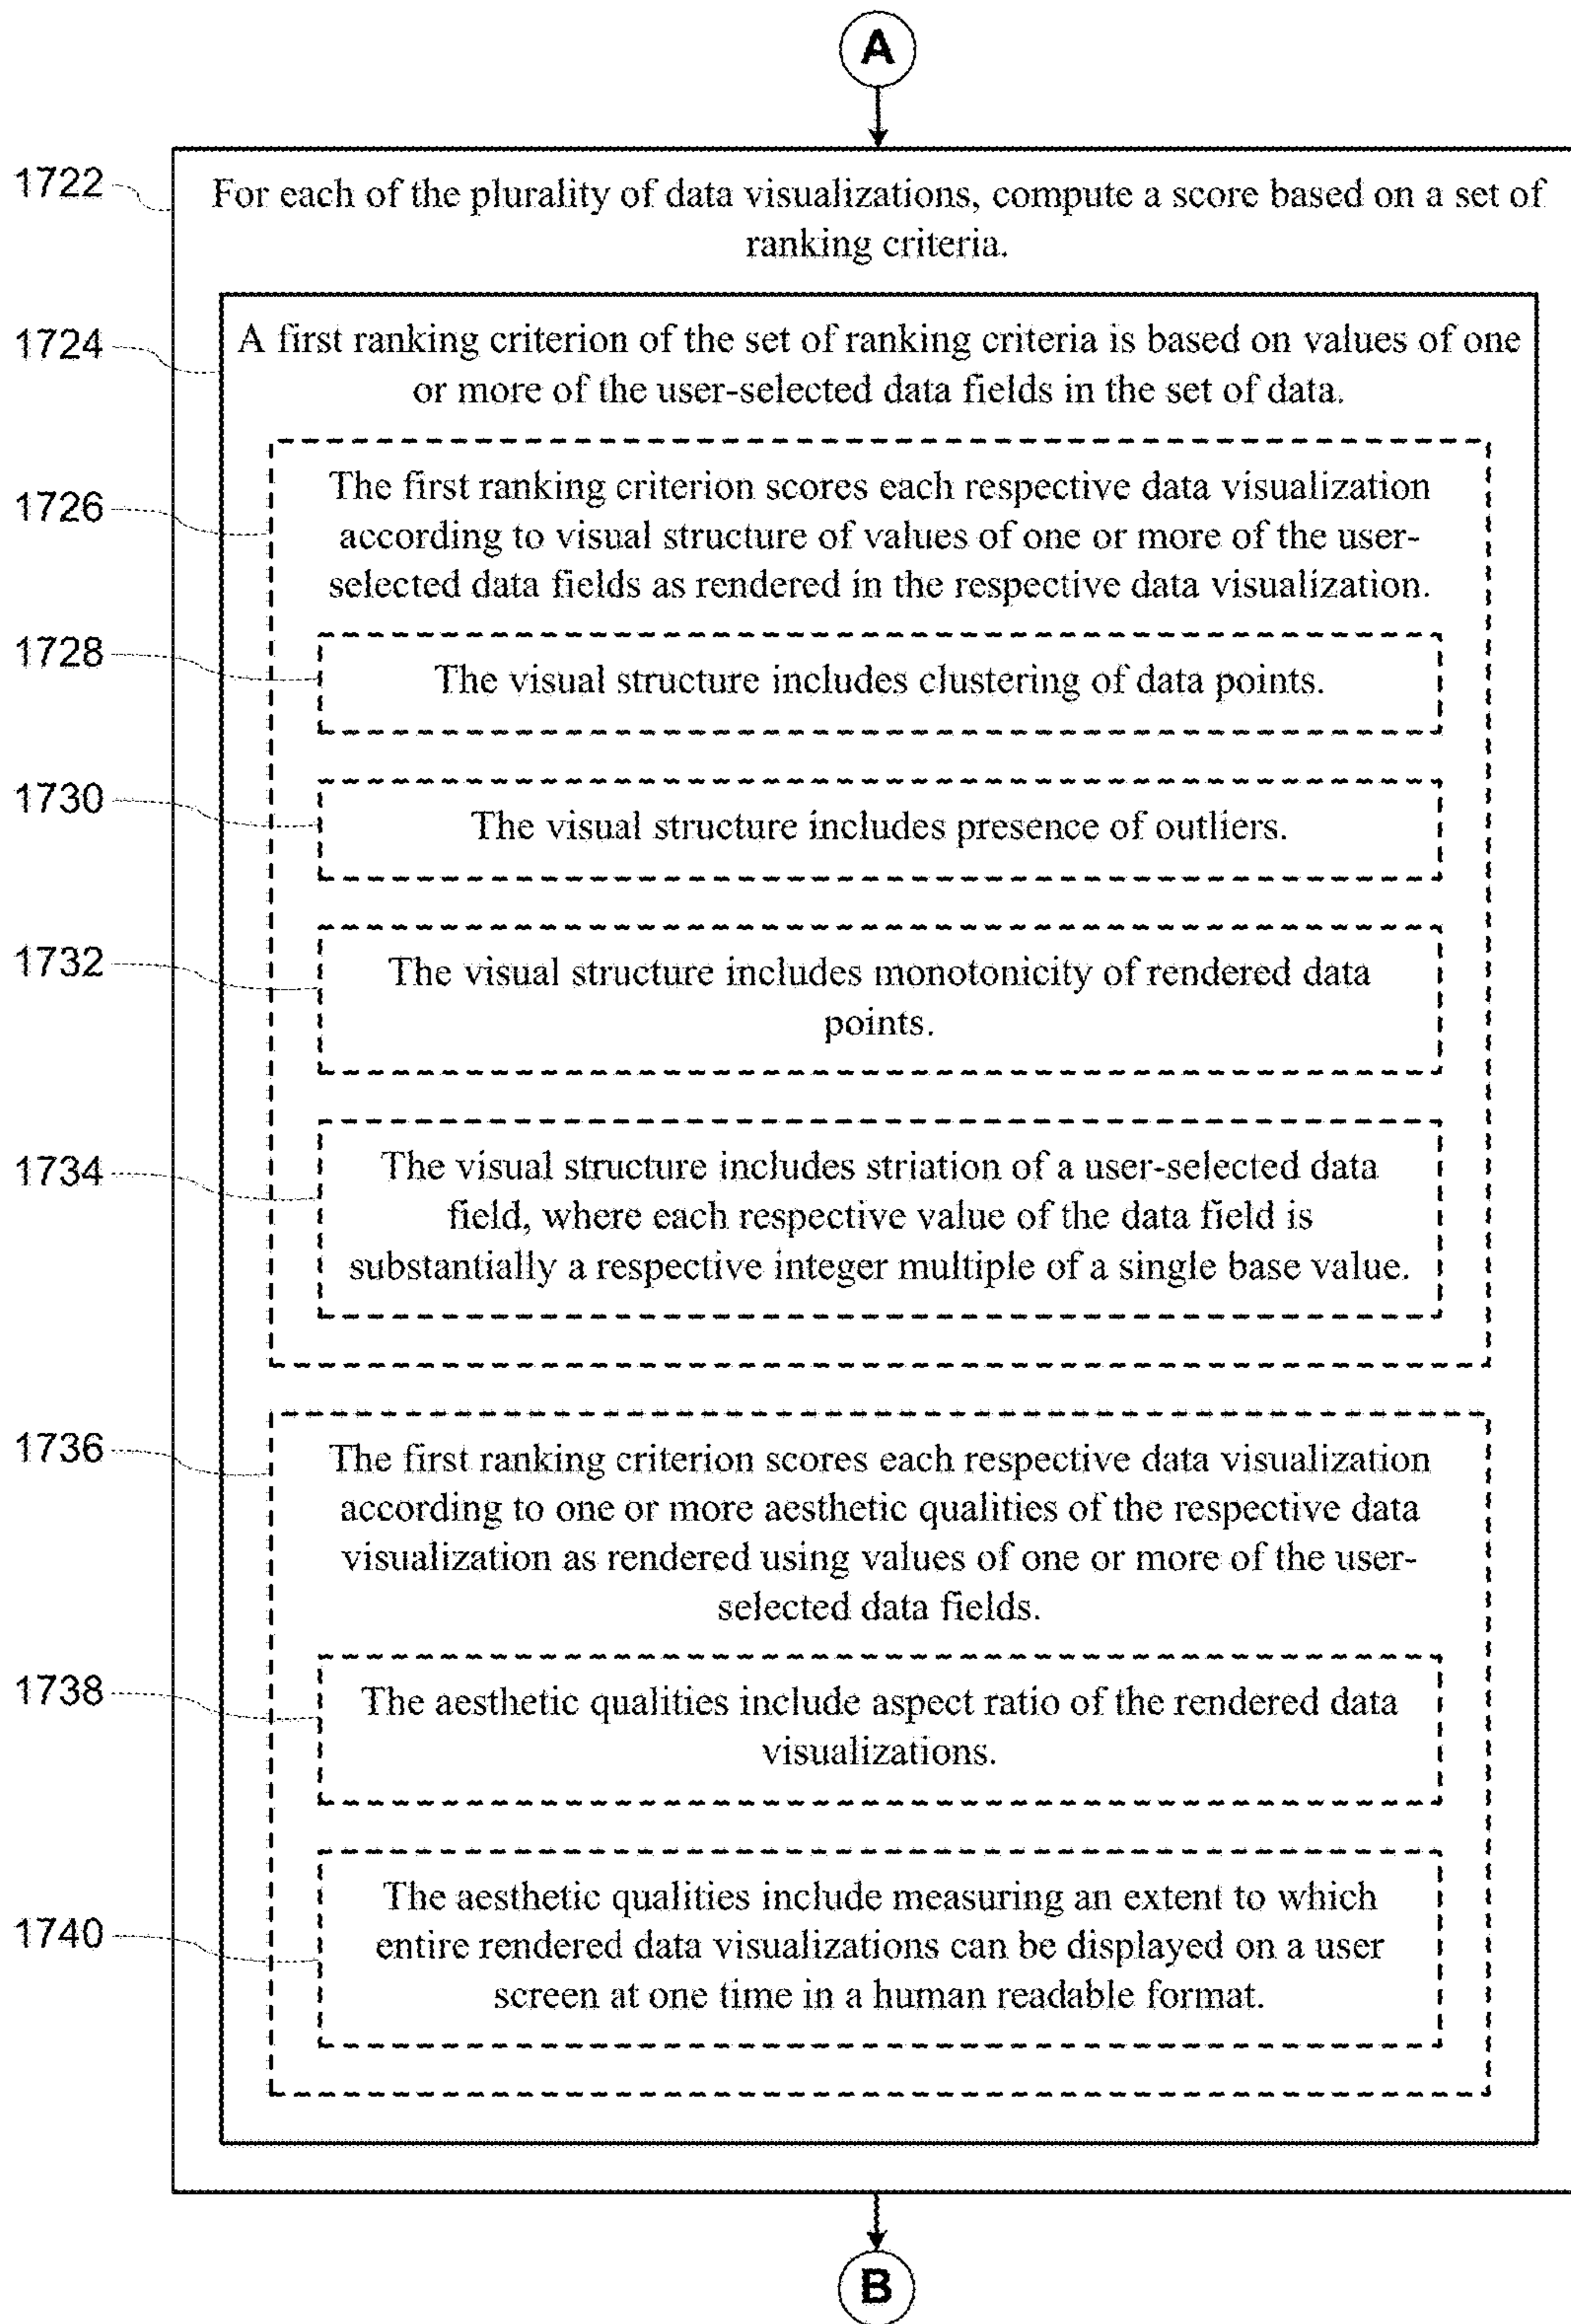 A
1722
For each of the plurality of data visualizations, compute a score based on a set of
ranking criteria.
1724
A first ranking criterion of the set of ranking criteria is based on values of one
or more of the user-selected data fields in the set of data.
1726
The first ranking criterion scores each respective data visualization
according to visual structure of values of one or more of the user-
selected data fields as rendered in the respective data visualization.
1728
The visual structure includes clustering of data points.
1730
The visual structure includes presence of outliers.
1732
The visual structure includes monotonicity of rendered data
points.
1734
The visual structure includes striation of a user-selected data
field, where each respective value of the data field is
substantially a respective integer multiple of a single base value.
1736
The first ranking criterion scores each respective data visualization
according to one or more aesthetic qualities of the respective data
visualization as rendered using values of one or more of the user-
selected data fields.
1738
The aesthetic qualities include aspect ratio of the rendered data
visualizations.
1740
The aesthetic qualities include measuring an extent to which
entire rendered data visualizations can be displayed on a user
screen at one time in a human readable format.
B